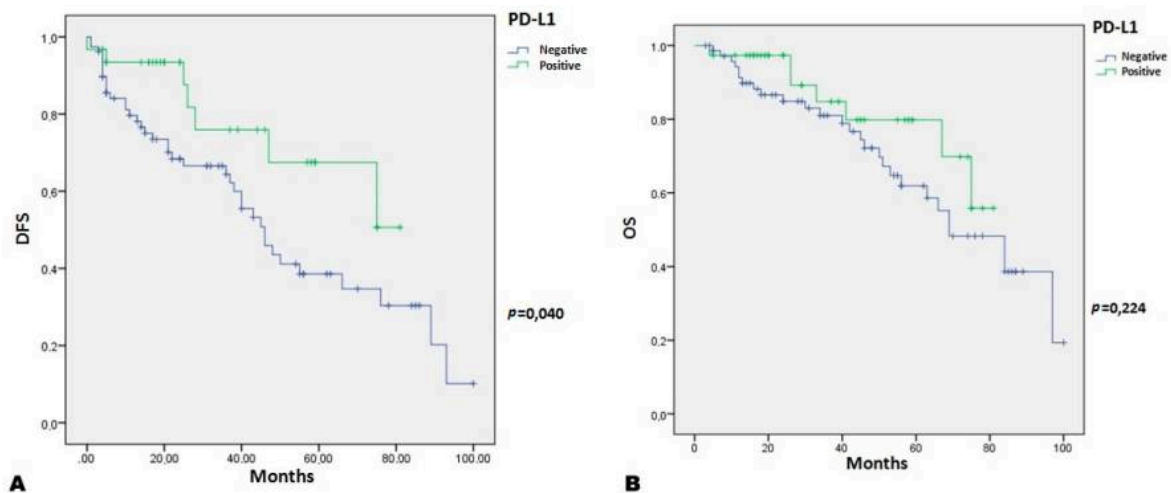 PD-L1
Negative
Positive
1,0
0,8
0,6
0,4
0,2
0,0
DFS
.00
20.00
40.00
60,00
80.00
100.00
Months
p=0,040
A
PD-L1
Negative
Positive
1,0
0,8
0,6
0,4
0,2
0,0
OS
0
20
40
60
80
100
Months
p=0,224
B